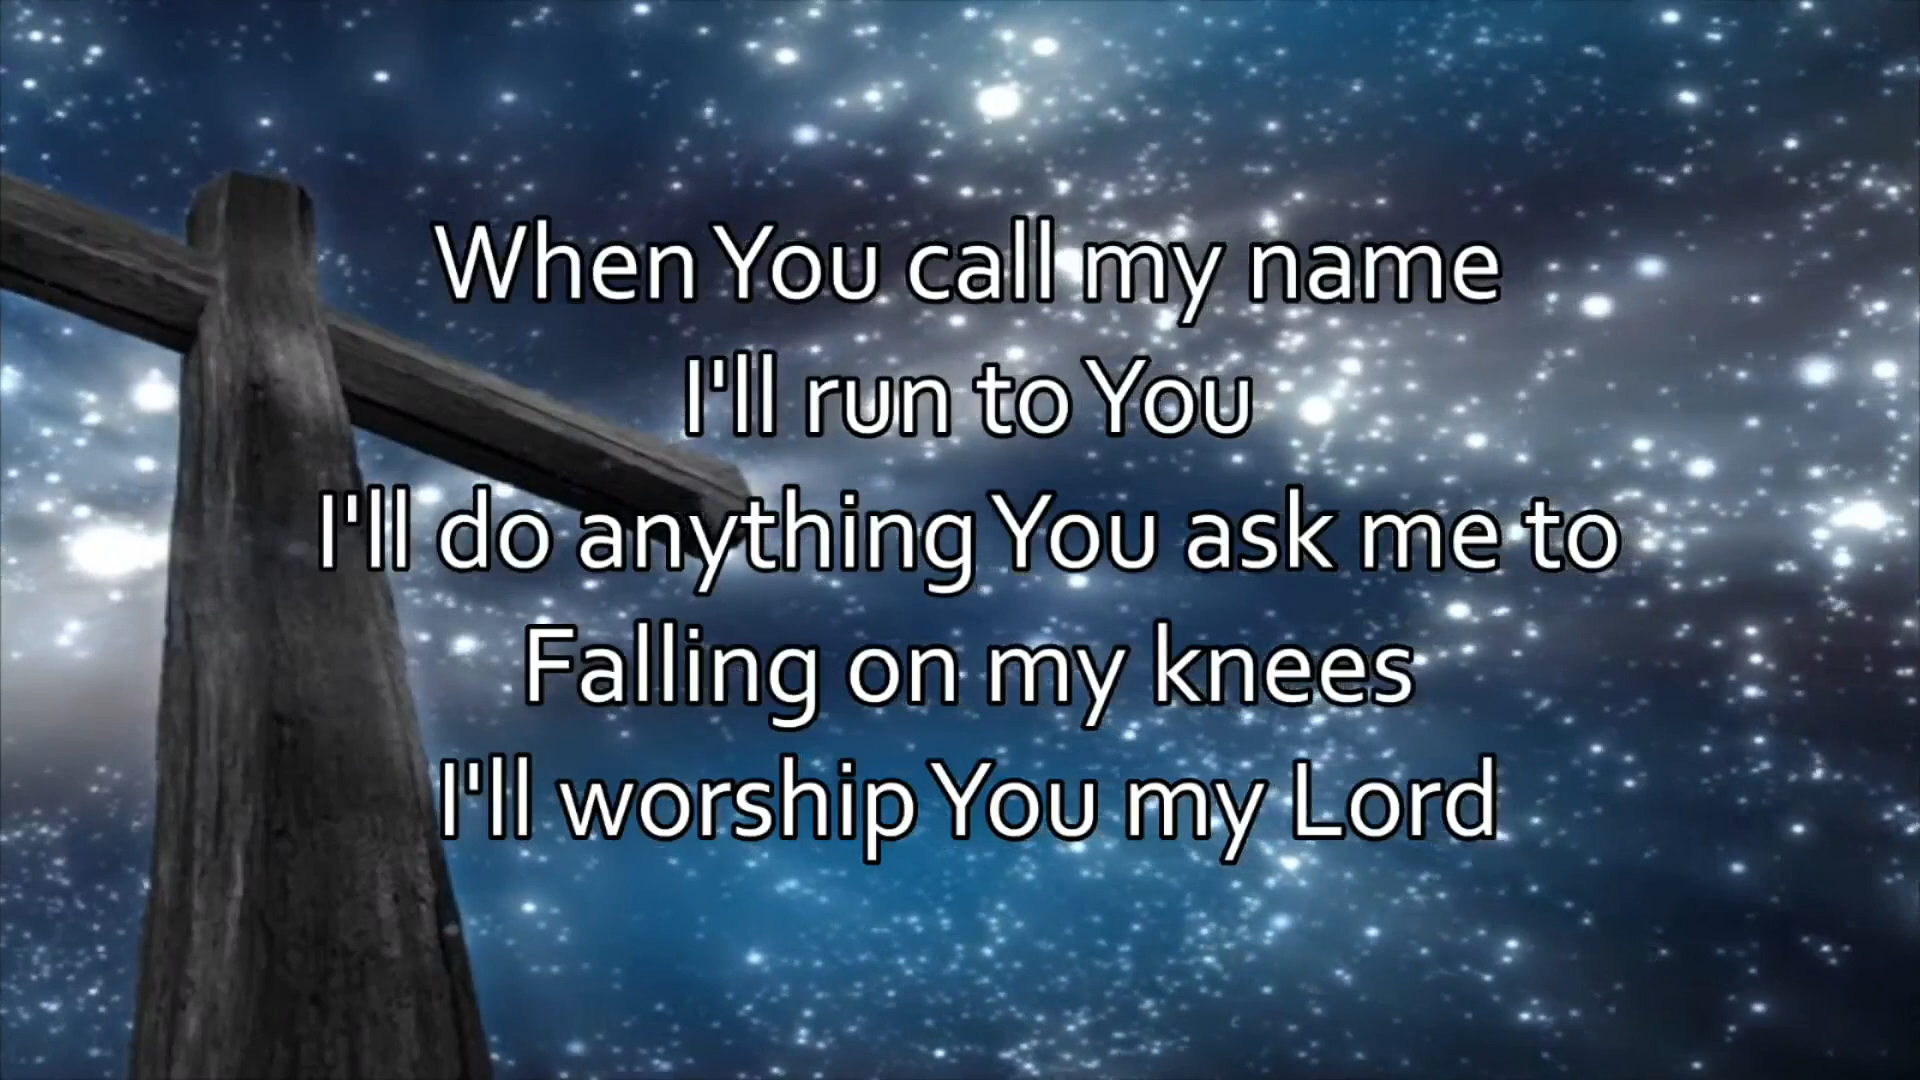 When You call my name
I'll run to You
I'll do anything You ask me to
Falling on my knees
I'll worship You my Lord